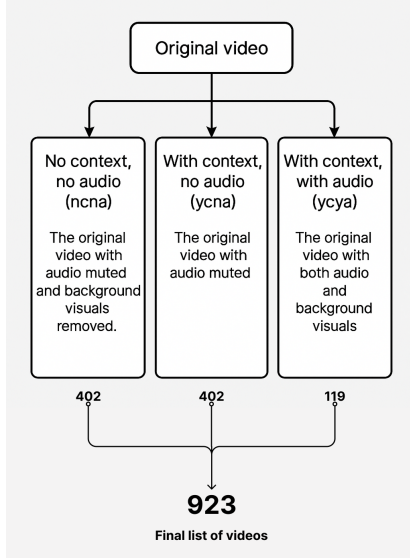 Original video
No context,
no audio
(ncna)
The original
video with
audio muted
and background
visuals
removed.
With context,
no audio
(ycna)
The original
video with
audio muted
With context,
with audio
(ycya)
The original
video with
both audio
and
background
visuals
402
402
119
923
Final list of videos